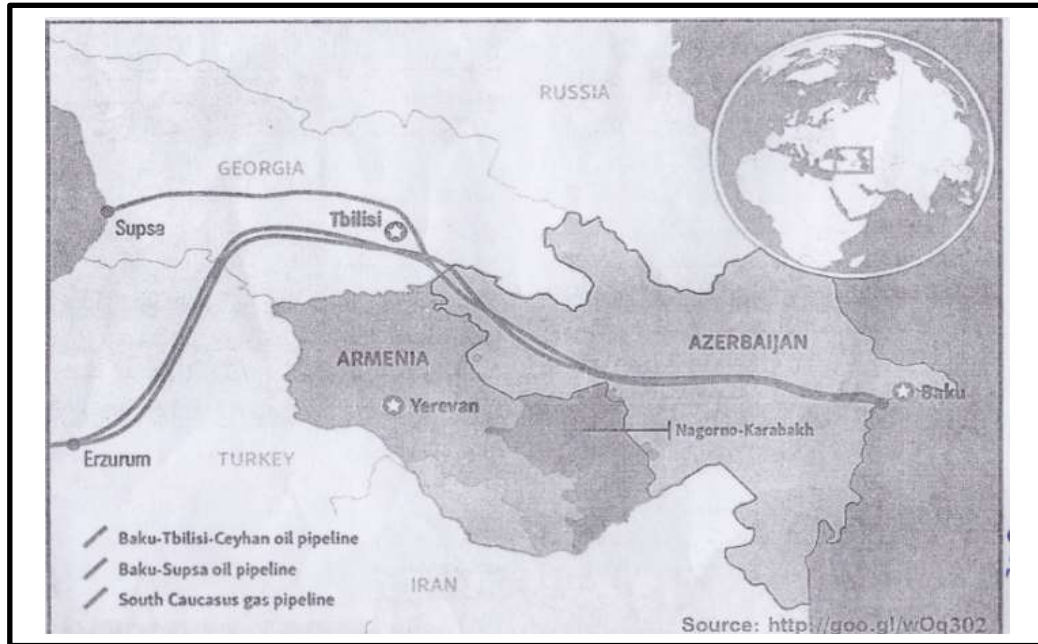 RUSSIA
GEORGIA
Tbilisi
Supsa
ARMENIA
AZERBAIJAN
Yerevan
Baku
Nagorno-Karabakh
Erzurum
TURKEY
Baku-Tbilisi-Ceyhan oil pipeline
Baku-Supsa oil pipeline
South Caucasus gas pipeline
IRAN
Source: http://goo.gl/wOq302